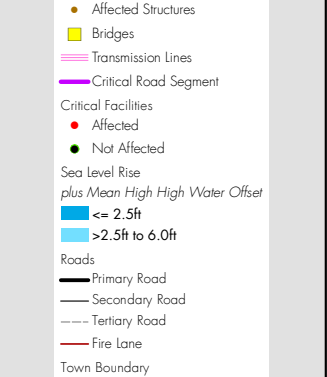 Affected Structures
Bridges
Transmission Lines
Critical Road Segment
Critical Facilities
Affected
Not Affected
Sea Level Rise
plus Mean High High Water Offset
<= 2.5ft
>2.5ft to 6.0ft
Roads
Primary Road
Secondary Road
Tertiary Road
Fire Lane
Town Boundary